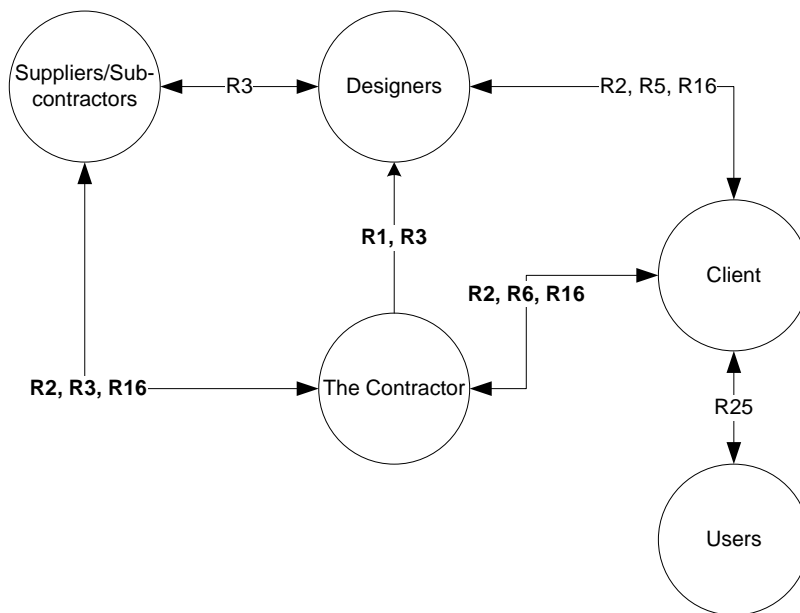 Suppliers/Sub-
contractors
R3
Designers
R2, R5, R16
R1, R3
R2, R6, R16
Client
R2, R3, R16
The Contractor
R25
Users